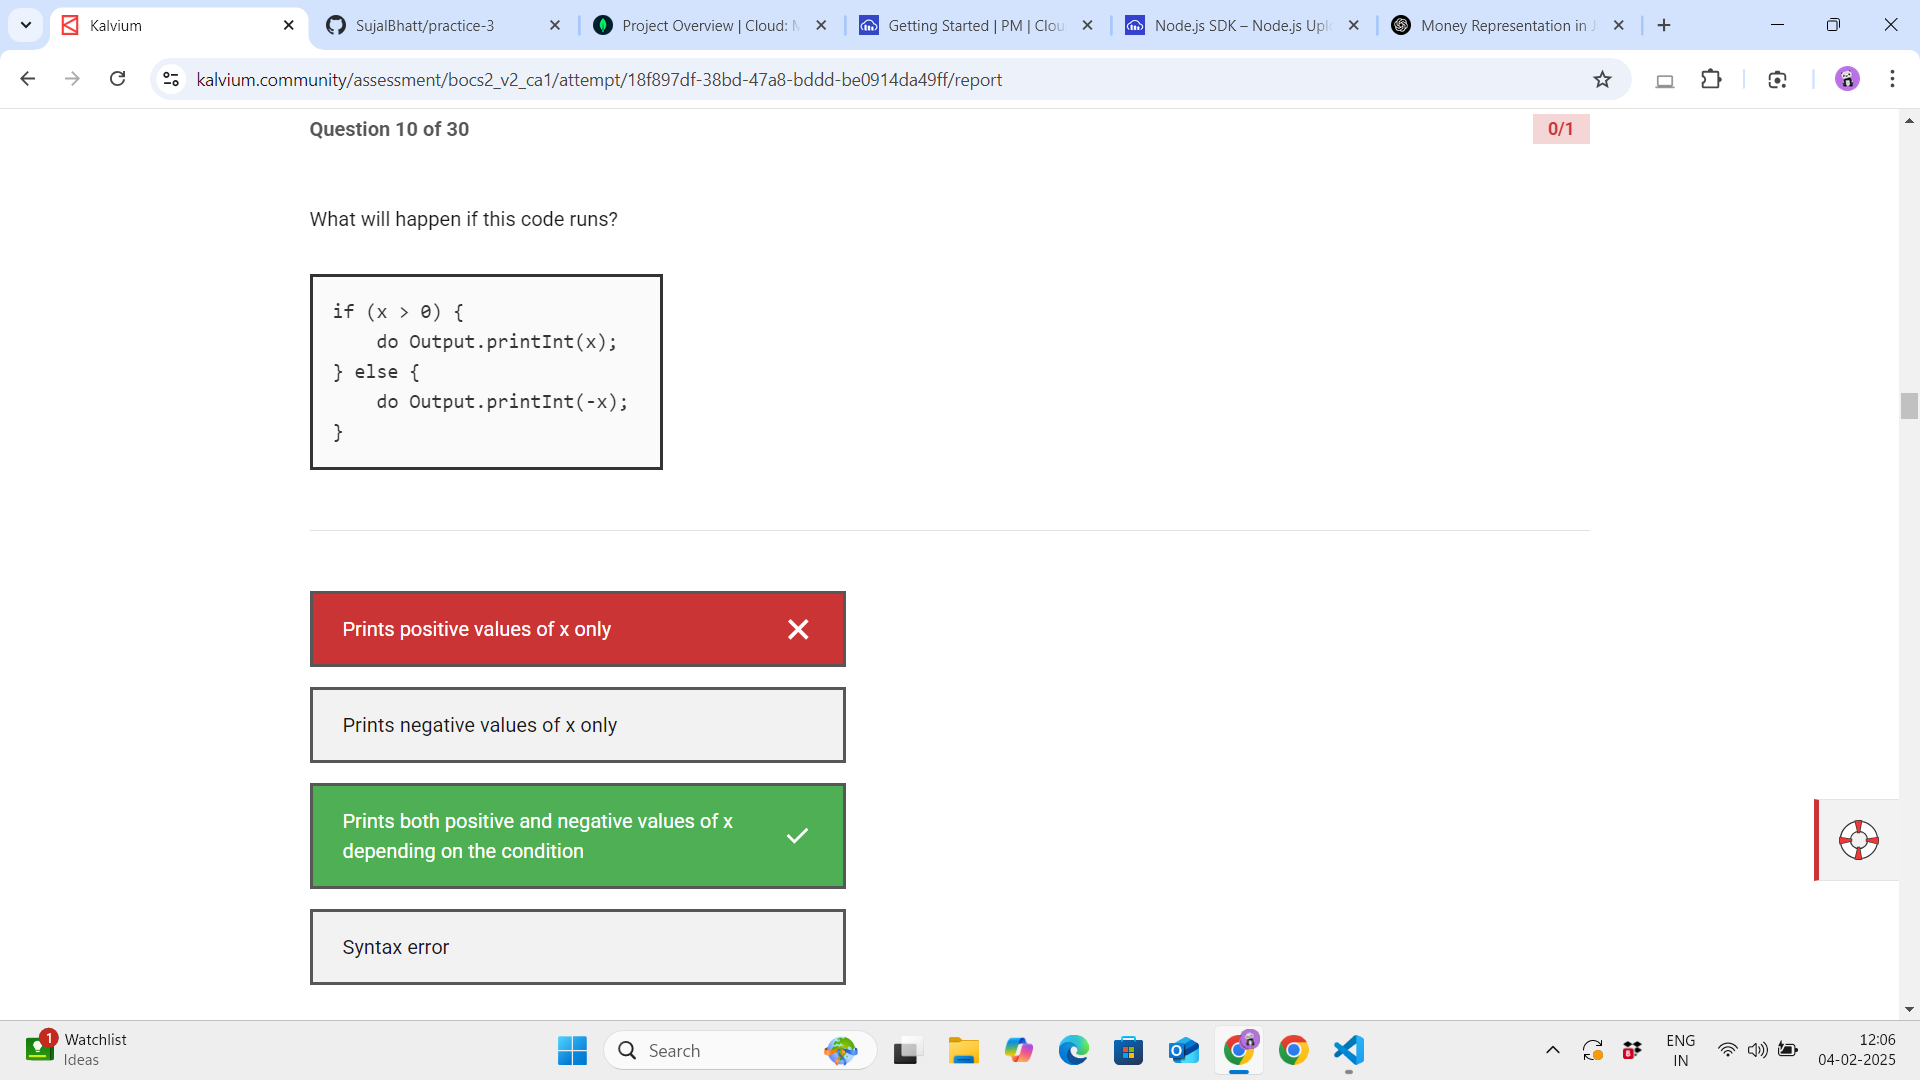 Kalvium
SujalBhatt/practice-3
Project Overview | Cloud: M
Getting Started | PM | Clou
Node.js SDK – Node.js Uplo
Money Representation in J
kalvium.community/assessment/bocs2_v2_ca1/attempt/18f897df-38bd-47a8-bddd-be0914da49ff/report
Question 10 of 30
0/1
What will happen if this code runs?
if (x > 0) {
    do Output.printInt(x);
} else {
    do Output.printInt(-x);
}
Prints positive values of x only
Prints negative values of x only
Prints both positive and negative values of x
depending on the condition
Syntax error
1
Watchlist
Ideas
Search
8
ENG
IN
12:06
04-02-2025